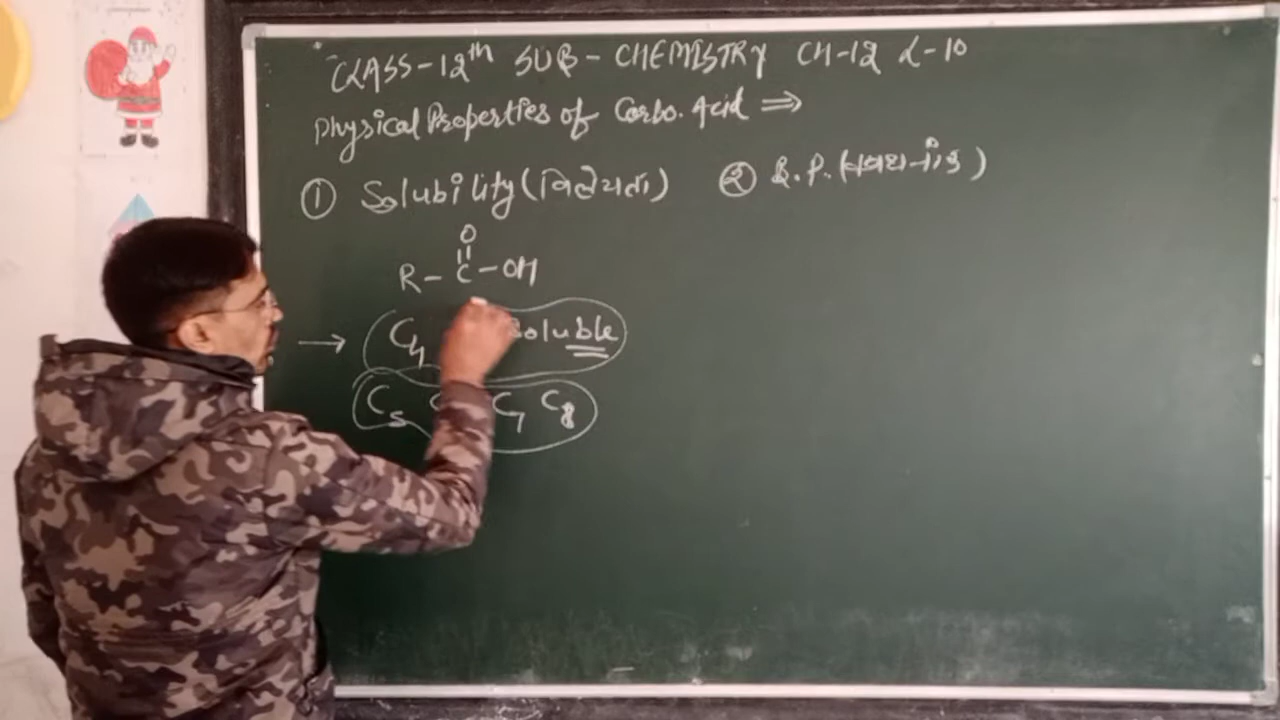 CLASS-12th SUB- CHEMISTRY CH-12 L-10
Physical Properties of Carbo. Acid ⇒
① Solubility (विलेयता) ② B.P. (क्वथनांक)
O
||
R - C - OH
→ C4 soluble
C5 C7 C8